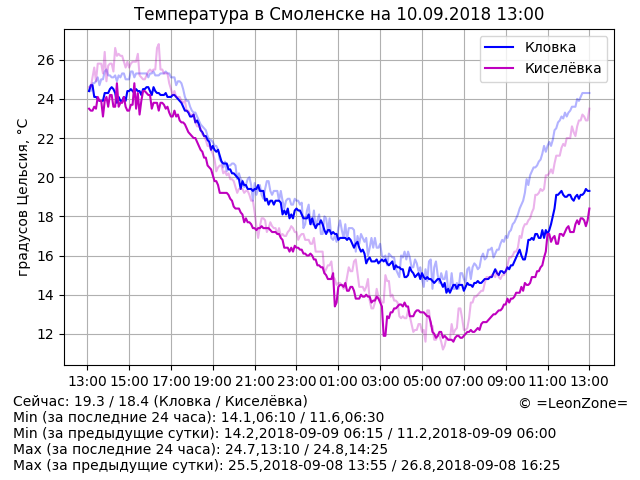 Температура в Смоленске на 10.09.2018 13:00
Кловка
Киселёвка
градусов Цельсия, °C
26
24
22
20
18
16
14
12
13:00 15:00 17:00 19:00 21:00 23:00 01:00 03:00 05:00 07:00 09:00 11:00 13:00
Сейчас: 19.3 / 18.4 (Кловка / Киселёвка)
© =LeonZone=
Min (за последние 24 часа): 14.1,06:10 / 11.6,06:30
Min (за предыдущие сутки): 14.2,2018-09-09 06:15 / 11.2,2018-09-09 06:00
Max (за последние 24 часа): 24.7,13:10 / 24.8,14:25
Max (за предыдущие сутки): 25.5,2018-09-08 13:55 / 26.8,2018-09-08 16:25